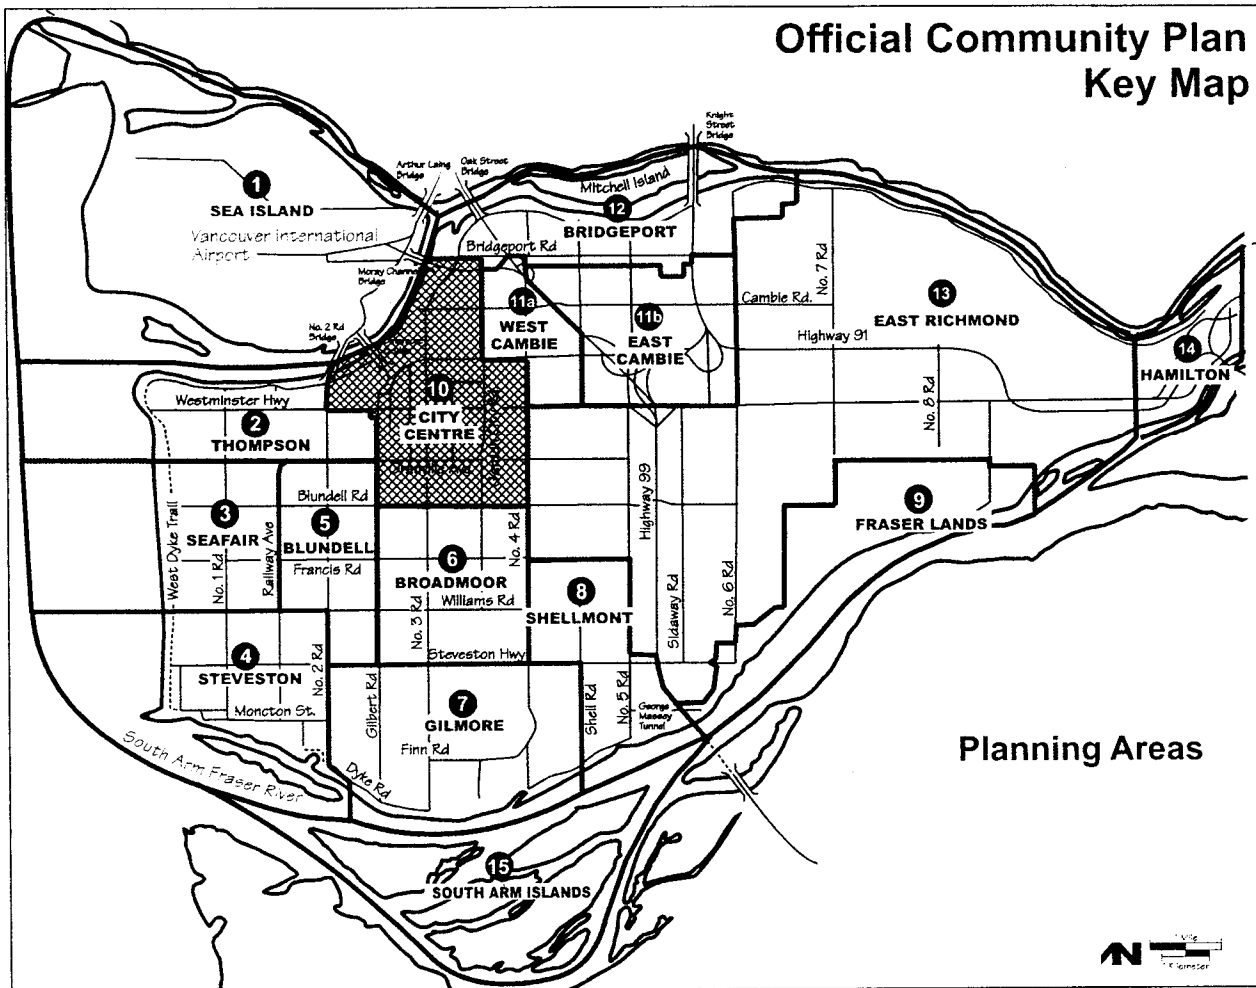 Official Community Plan
Key Map
Knight
Street
Bridge
Arthur Laing
Bridge
Oak Street
Bridge
Mitchell Island
1
SEA ISLAND
12
BRIDGEPORT
Vancouver International
Airport
Bridgeport Rd
Moray Channel
Bridge
No. 7 Rd
No. 2 Rd
Bridge
11a
WEST
CAMBIE
11b
EAST
CAMBIE
Cambie Rd.
13
EAST RICHMOND
Highway 91
14
HAMILTON
10
CITY
CENTRE
Westminster Hwy
2
THOMPSON
No. 8 Rd
Blundell Rd
3
SEAFAIR
5
BLUNDELL
Francis Rd
West Dyke Trail
No. 1 Rd
Railway Ave
No. 4 Rd
Highway 99
9
FRASER LANDS
6
BROADMOOR
Williams Rd
8
SHELLMONT
No. 3 Rd
Sidaway Rd
No. 6 Rd
Steveston Hwy
4
STEVESTON
No. 2 Rd
Moncton St.
Gilbert Rd
7
GILMORE
Finn Rd
Shell Rd
No. 5 Rd
George
Massey
Tunnel
Planning Areas
South Arm Fraser River
Dyke Rd
15
SOUTH ARM ISLANDS
N
1 Mile
1 Kilometer